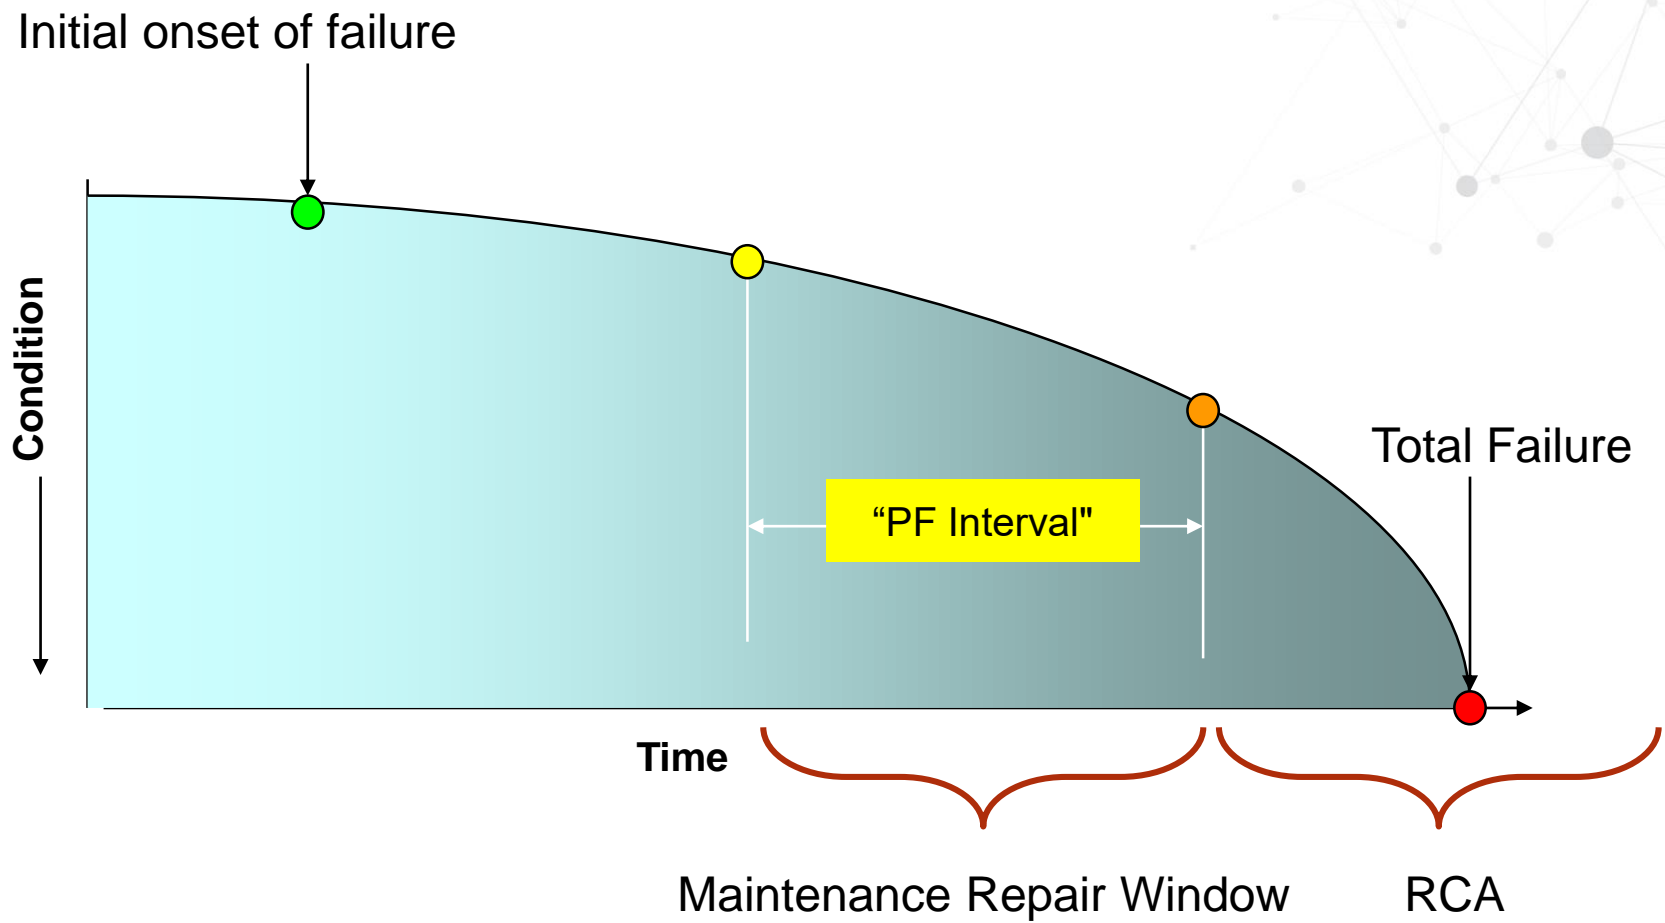 Initial onset of failure
Condition
Total Failure
“PF Interval"
Time
Maintenance Repair Window
RCA